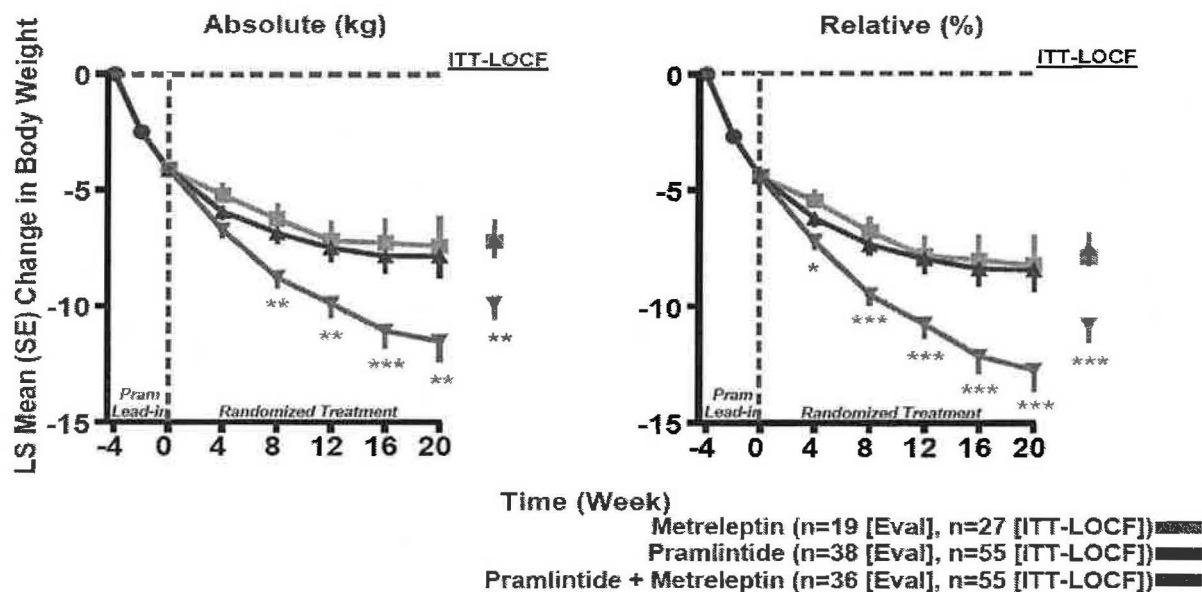 Absolute (kg)
ITT-LOCF
LS Mean (SE) Change in Body Weight
0
-5
-10
-15
**
**
***
**
**
Pram
Lead-in
Randomized Treatment
-4 0 4 8 12 16 20
Relative (%)
ITT-LOCF
0
-5
-10
-15
*
***
***
***
***
***
Pram
Lead-in
Randomized Treatment
-4 0 4 8 12 16 20
Time (Week)
Metreleptin (n=19 [Eval], n=27 [ITT-LOCF])
Pramlintide (n=38 [Eval], n=55 [ITT-LOCF])
Pramlintide + Metreleptin (n=36 [Eval], n=55 [ITT-LOCF])